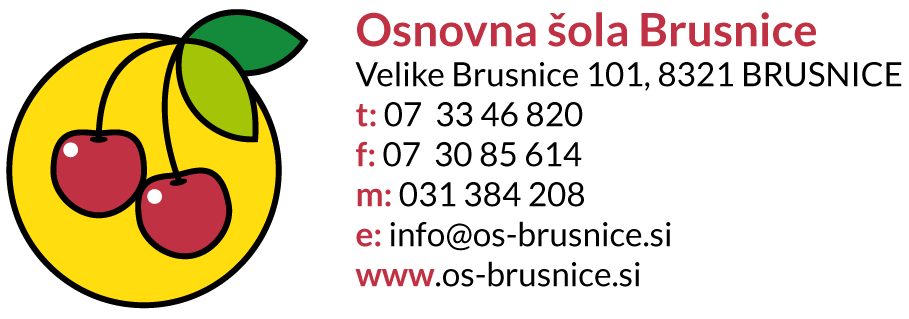 Osnovna šola Brusnice
Velike Brusnice 101, 8321 BRUSNICE
t: 07 33 46 820
f: 07 30 85 614
m: 031 384 208
e: info@os-brusnice.si
www.os-brusnice.si